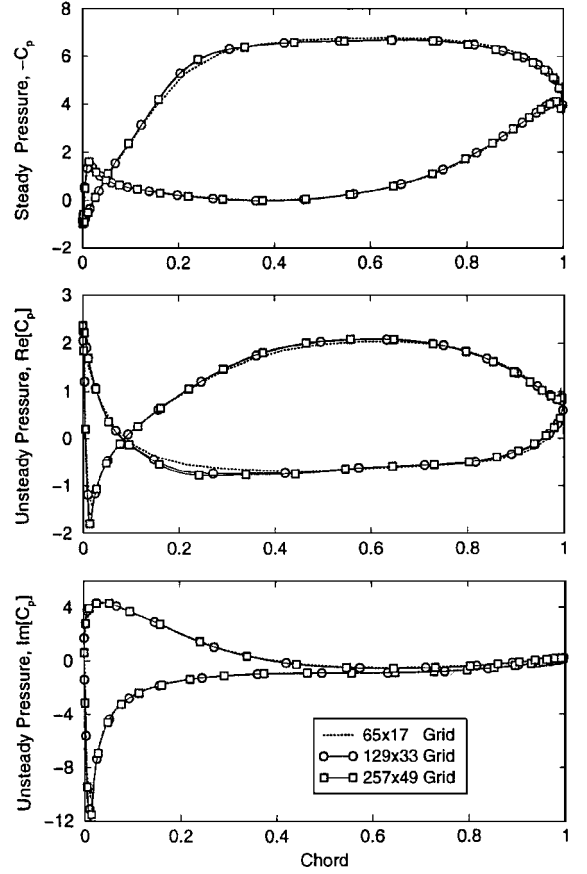 Steady Pressure, -Cₚ
8
6
4
2
0
−2
0 0.2 0.4 0.6 0.8 1
Unsteady Pressure, Re[Cₚ]
3
2
1
0
−1
−2
0 0.2 0.4 0.6 0.8 1
Unsteady Pressure, Im[Cₚ]
4
0
−4
−8
−12
65x17 Grid
129x33 Grid
257x49 Grid
0 0.2 0.4 0.6 0.8 1
Chord